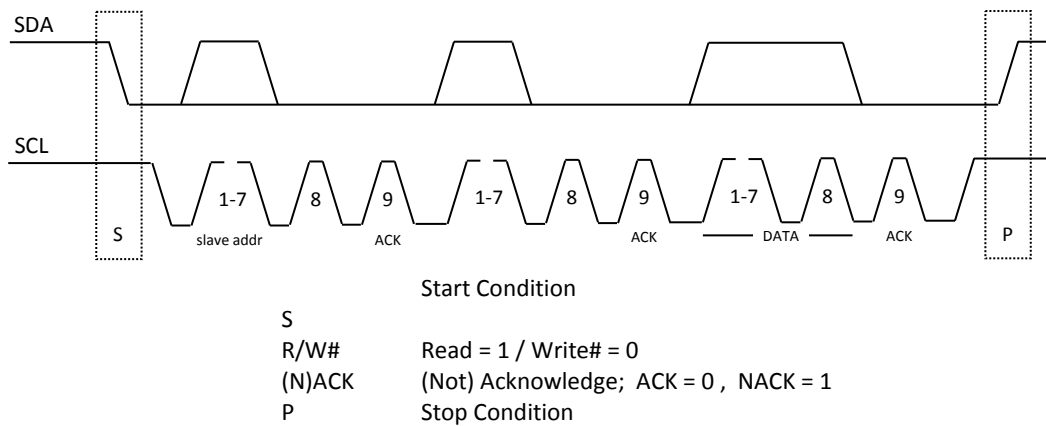 SDA
SCL
1-7 8 9 1-7 8 9 1-7 8 9
S slave addr ACK ACK DATA ACK P
Start Condition
S
R/W# Read = 1 / Write# = 0
(N)ACK (Not) Acknowledge; ACK = 0 , NACK = 1
P Stop Condition